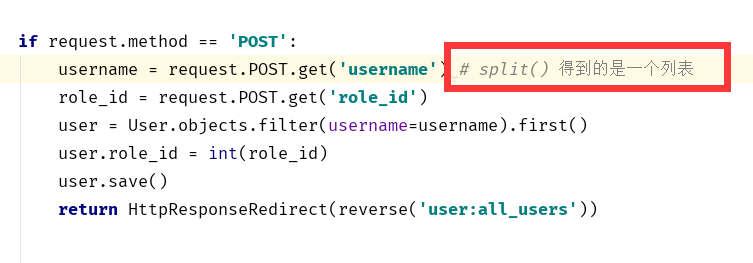 if request.method == 'POST':
username = request.POST.get('username') # split() 得到的是一个列表
role_id = request.POST.get('role_id')
user = User.objects.filter(username=username).first()
user.role_id = int(role_id)
user.save()
return HttpResponseRedirect(reverse('user:all_users'))